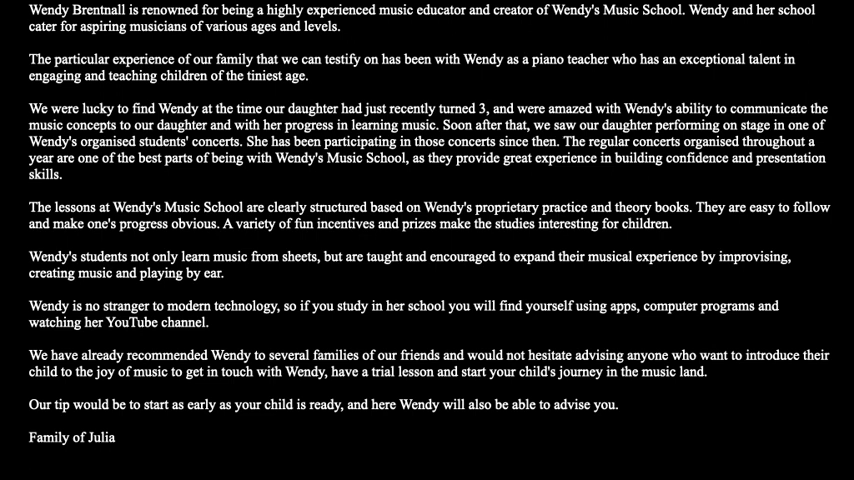 Wendy Brentnall is renowned for being a highly experienced music educator and creator of Wendy's Music School. Wendy and her school
cater for aspiring musicians of various ages and levels.
The particular experience of our family that we can testify on has been with Wendy as a piano teacher who has an exceptional talent in
engaging and teaching children of the tiniest age.
We were lucky to find Wendy at the time our daughter had just recently turned 3, and were amazed with Wendy's ability to communicate the
music concepts to our daughter and with her progress in learning music. Soon after that, we saw our daughter performing on stage in one of
Wendy's organised students' concerts. She has been participating in those concerts since then. The regular concerts organised throughout a
year are one of the best parts of being with Wendy's Music School, as they provide great experience in building confidence and presentation
skills.
The lessons at Wendy's Music School are clearly structured based on Wendy's proprietary practice and theory books. They are easy to follow
and make one's progress obvious. A variety of fun incentives and prizes make the studies interesting for children.
Wendy's students not only learn music from sheets, but are taught and encouraged to expand their musical experience by improvising,
creating music and playing by ear.
Wendy is no stranger to modern technology, so if you study in her school you will find yourself using apps, computer programs and
watching her YouTube channel.
We have already recommended Wendy to several families of our friends and would not hesitate advising anyone who want to introduce their
child to the joy of music to get in touch with Wendy, have a trial lesson and start your child's journey in the music land.
Our tip would be to start as early as your child is ready, and here Wendy will also be able to advise you.
Family of Julia